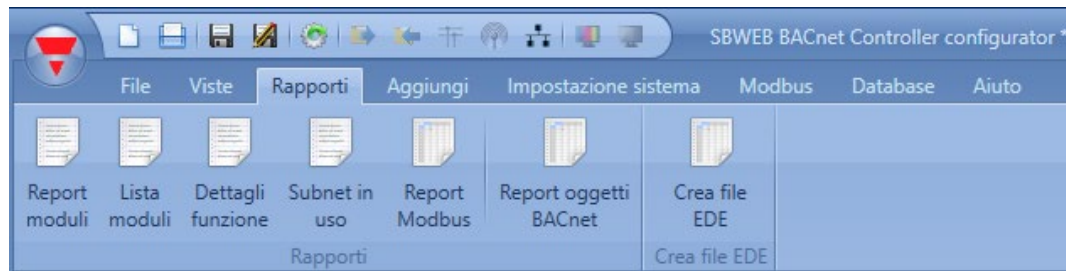 SBWEB BACnet Controller configurator *
File Viste Rapporti Aggiungi Impostazione sistema Modbus Database Aiuto
Report Lista Dettagli Subnet in Report Report oggetti Crea file
moduli moduli funzione uso Modbus BACnet EDE
Rapporti Crea file EDE